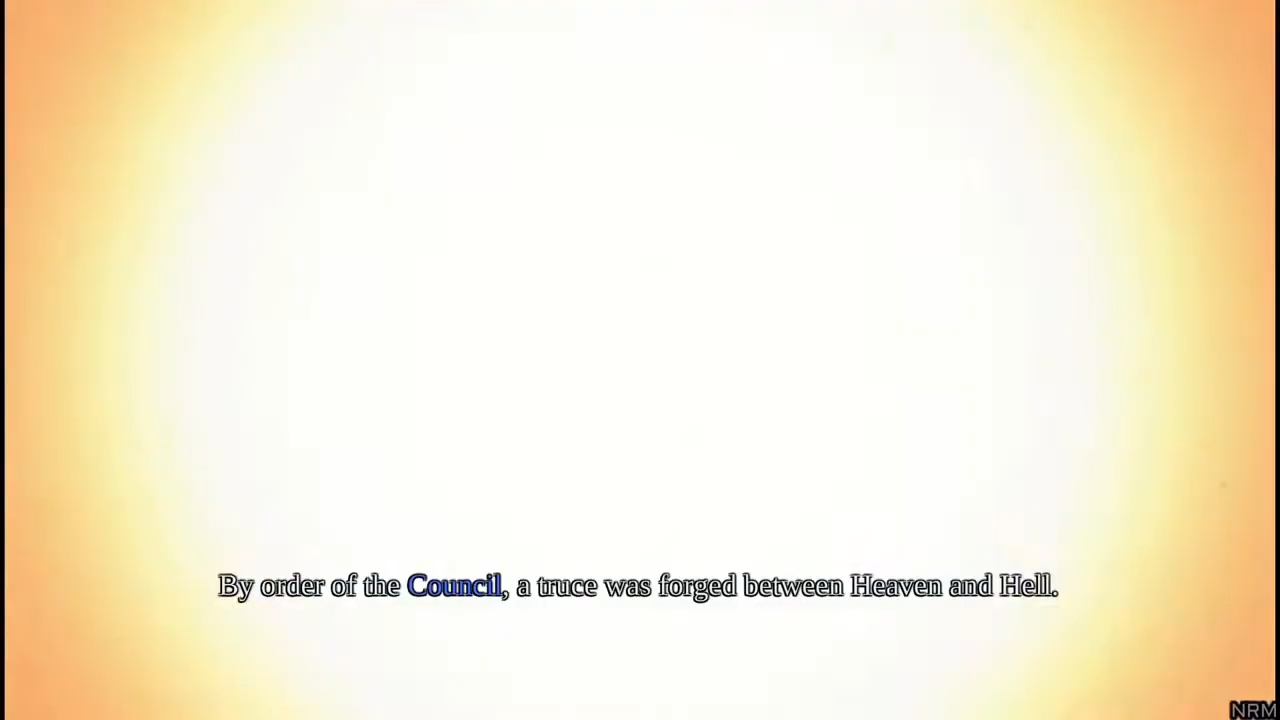 By order of the Council, a truce was forged between Heaven and Hell.
NRM